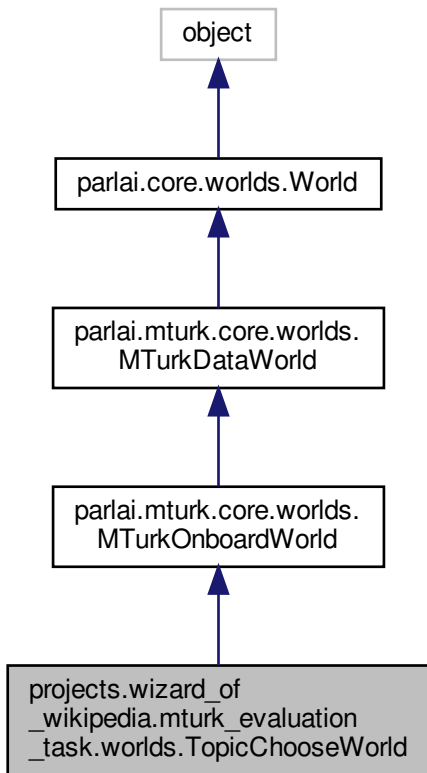 object
parlai.core.worlds.World
parlai.mturk.core.worlds.
MTurkDataWorld
parlai.mturk.core.worlds.
MTurkOnboardWorld
projects.wizard_of
_wikipedia.mturk_evaluation
_task.worlds.TopicChooseWorld